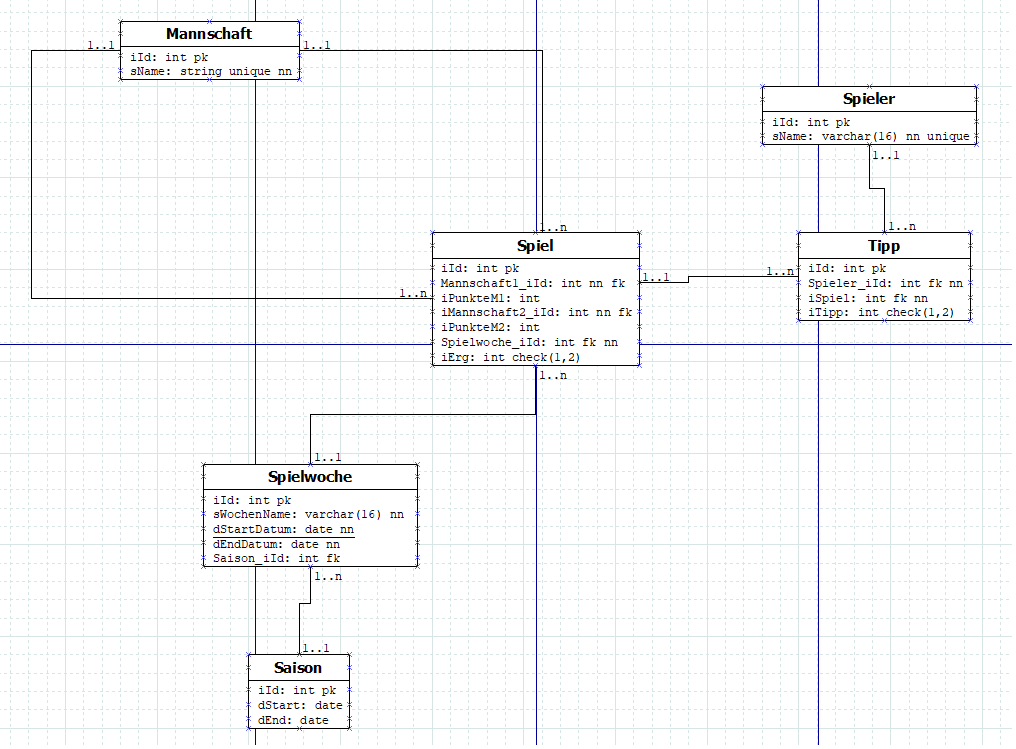 Mannschaft
1..1
1..1
iId: int pk
sName: string unique nn
Spieler
iId: int pk
sName: varchar(16) nn unique
1..1
1..n
1..n
Spiel
iId: int pk
Mannschaft1_iId: int nn fk
iPunkteM1: int
iMannschaft2_iId: int nn fk
iPunkteM2: int
Spielwoche_iId: int fk nn
iErg: int check(1,2)
1..n
1..1
1..n
Tipp
iId: int pk
Spieler_iId: int fk nn
iSpiel: int fk nn
iTipp: int check(1,2)
1..n
1..1
Spielwoche
iId: int pk
sWochenName: varchar(16) nn
dStartDatum: date nn
dEndDatum: date nn
Saison_iId: int fk
1..n
1..1
Saison
iId: int pk
dStart: date
dEnd: date